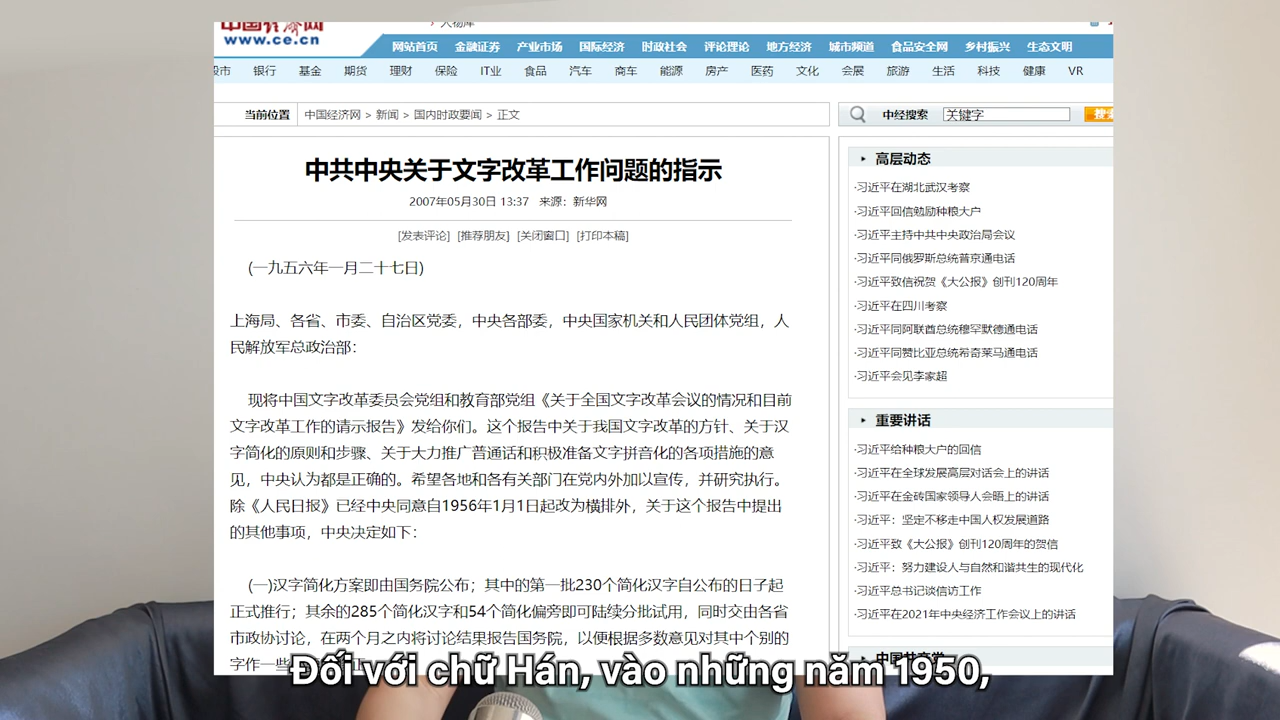 www.ce.cn
网站首页 金融证券 产业市场 国际经济 时政社会 评论理论 地方经济 城市频道 食品安全网 乡村振兴 生态文明
股市 银行 基金 期货 理财 保险 IT业 食品 汽车 商车 能源 房产 医药 文化 会展 旅游 生活 科技 健康 VR
当前位置 中国经济网 > 新闻 > 国内时政要闻 > 正文
中经搜索 关键字
中共中央关于文字改革工作问题的指示
2007年05月30日 13:37 来源：新华网
[发表评论] [推荐朋友] [关闭窗口] [打印本稿]
(一九五六年一月二十七日)
上海局、各省、市委、自治区党委，中央各部委，中央国家机关和人民团体党组，人
民解放军总政治部：
现将中国文字改革委员会党组和教育部党组《关于全国文字改革会议的情况和目前
文字改革工作的请示报告》发给你们。这个报告中关于我国文字改革的方针、关于汉
字简化的原则和步骤、关于大力推广普通话和积极准备文字拼音化的各项措施的意
见，中央认为都是正确的。希望各地和各有关部门在党内外加以宣传，并研究执行。
除《人民日报》已经中央同意自1956年1月1日起改为横排外，关于这个报告中提出
的其他事项，中央决定如下：
(一)汉字简化方案即由国务院公布；其中的第一批230个简化汉字自公布的日子起
正式推行；其余的285个简化汉字和54个简化偏旁即可陆续分批试用，同时交由各省
市政协讨论，在两个月之内将讨论结果报告国务院，以便根据多数意见对其中个别的
字作一些
高层动态
·习近平在湖北武汉考察
·习近平回信勉励种粮大户
·习近平主持中共中央政治局会议
·习近平同俄罗斯总统普京通电话
·习近平致信祝贺《大公报》创刊120周年
·习近平在四川考察
·习近平同阿联酋总统穆罕默德通电话
·习近平同赞比亚总统希奇莱马通电话
·习近平会见李家超
重要讲话
·习近平给种粮大户的回信
·习近平在全球发展高层对话会上的讲话
·习近平在金砖国家领导人会晤上的讲话
·习近平：坚定不移走中国人权发展道路
·习近平致《大公报》创刊120周年的贺信
·习近平：努力建设人与自然和谐共生的现代化
·习近平总书记谈信访工作
·习近平在2021年中央经济工作会议上的讲话
Đối với chữ Hán, vào những năm 1950,